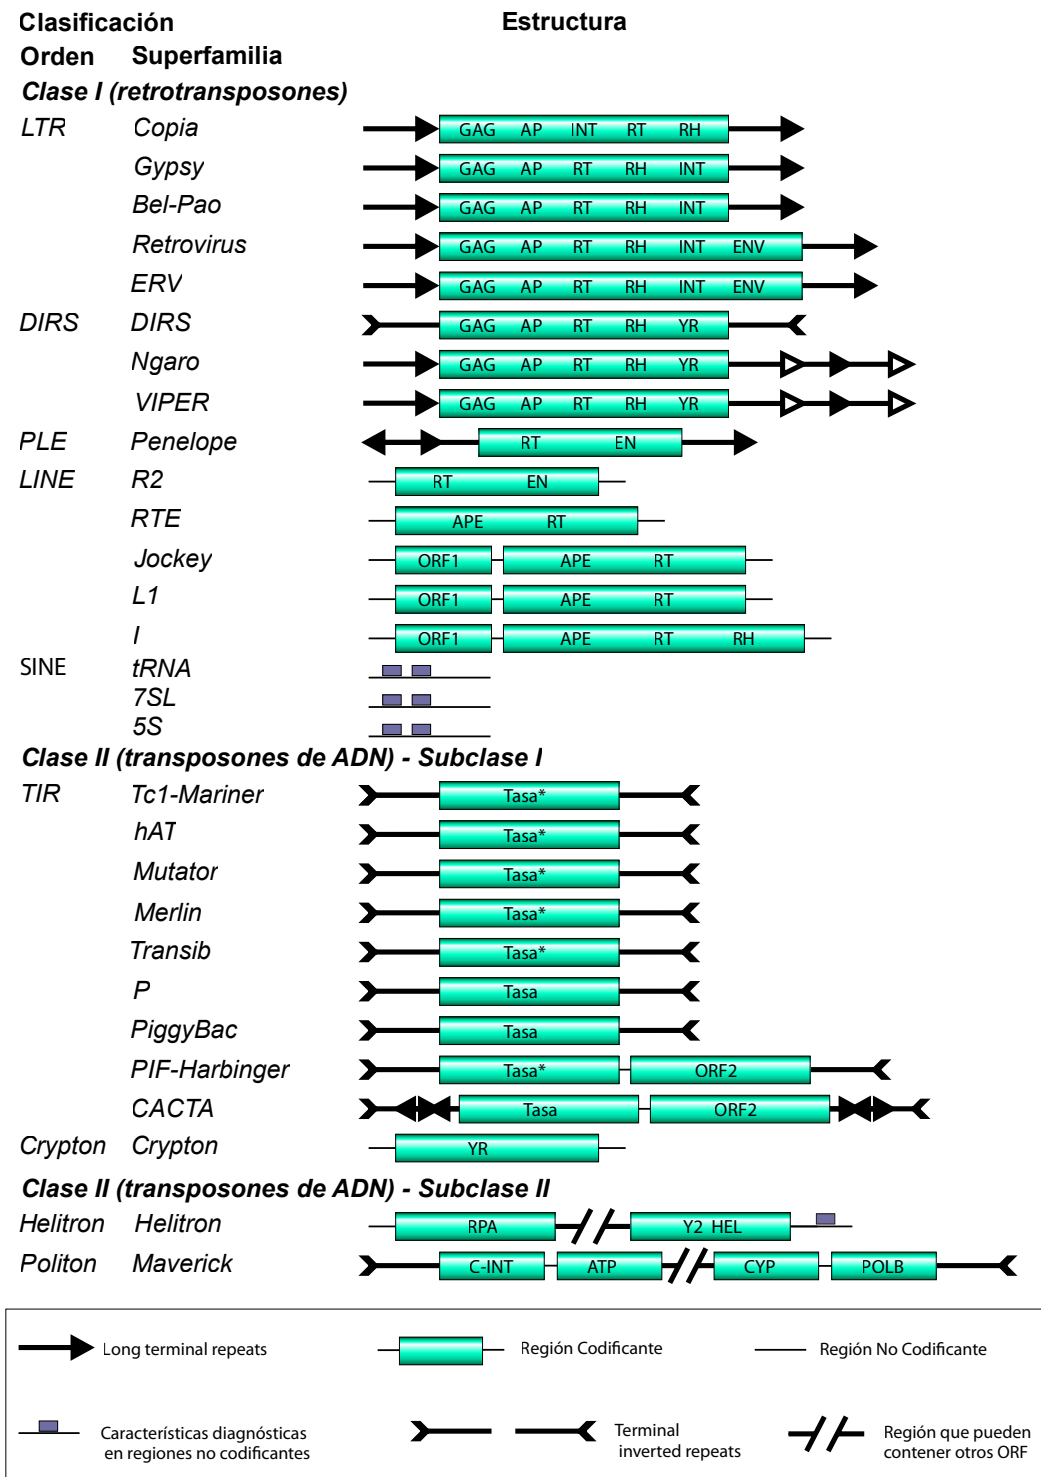 Clasificación Estructura
Orden Superfamilia
Clase I (retrotransposones)
LTR Copia GAG AP INT RT RH
Gypsy GAG AP RT RH INT
Bel-Pao GAG AP RT RH INT
Retrovirus GAG AP RT RH INT ENV
ERV GAG AP RT RH INT ENV
DIRS DIRS GAG AP RT RH YR
Ngaro GAG AP RT RH YR
VIPER GAG AP RT RH YR
PLE Penelope RT EN
LINE R2 RT EN
RTE APE RT
Jockey ORF1 APE RT
L1 ORF1 APE RT
I ORF1 APE RT RH
SINE tRNA
7SL
5S
Clase II (transposones de ADN) - Subclase I
TIR Tc1-Mariner Tasa*
hAT Tasa*
Mutator Tasa*
Merlin Tasa*
Transib Tasa*
P Tasa
PiggyBac Tasa
PIF-Harbinger Tasa* ORF2
CACTA Tasa ORF2
Crypton Crypton YR
Clase II (transposones de ADN) - Subclase II
Helitron Helitron RPA Y2 HEL
Politon Maverick C-INT ATP CYP POLB
Long terminal repeats Región Codificante Región No Codificante
Características diagnósticas
en regiones no codificantes
Terminal
inverted repeats
Región que pueden
contener otros ORF